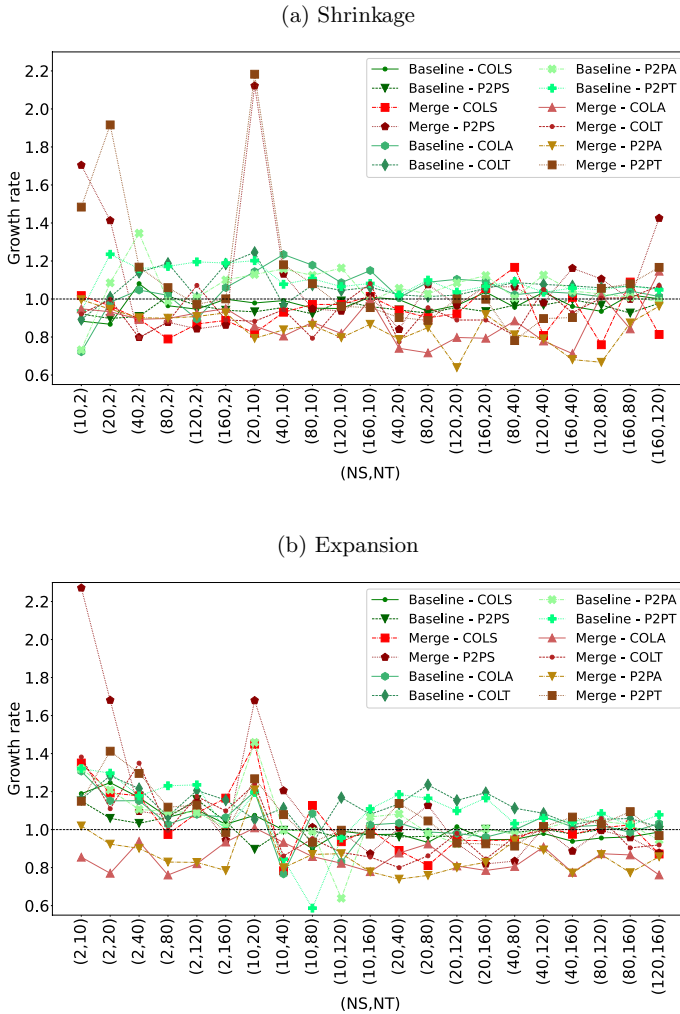 (a) Shrinkage
2.2
2.0
1.8
1.6
1.4
1.2
1.0
0.8
0.6
Growth rate
Baseline - COLS
Baseline - P2PS
Merge - COLS
Merge - P2PS
Baseline - COLA
Baseline - COLT
Baseline - P2PA
Baseline - P2PT
Merge - COLA
Merge - COLT
Merge - P2PA
Merge - P2PT
(10,2)
(20,2)
(40,2)
(80,2)
(120,2)
(160,2)
(20,10)
(40,10)
(80,10)
(120,10)
(160,10)
(40,20)
(80,20)
(120,20)
(160,20)
(80,40)
(120,40)
(160,40)
(120,80)
(160,80)
(160,120)
(NS,NT)
(b) Expansion
2.2
2.0
1.8
1.6
1.4
1.2
1.0
0.8
0.6
Growth rate
Baseline - COLS
Baseline - P2PS
Merge - COLS
Merge - P2PS
Baseline - COLA
Baseline - COLT
Baseline - P2PA
Baseline - P2PT
Merge - COLA
Merge - COLT
Merge - P2PA
Merge - P2PT
(2,10)
(2,20)
(2,40)
(2,80)
(2,120)
(2,160)
(10,20)
(10,40)
(10,80)
(10,120)
(10,160)
(20,40)
(20,80)
(20,120)
(20,160)
(40,80)
(40,120)
(40,160)
(80,120)
(80,160)
(120,160)
(NS,NT)